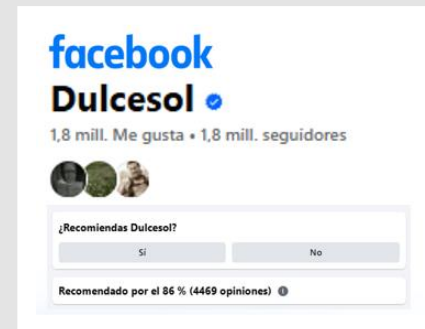 facebook
Dulcesol
1,8 mill. Me gusta • 1,8 mill. seguidores
¿Recomiendas Dulcesol?
Sí No
Recomendado por el 86 % (4469 opiniones)